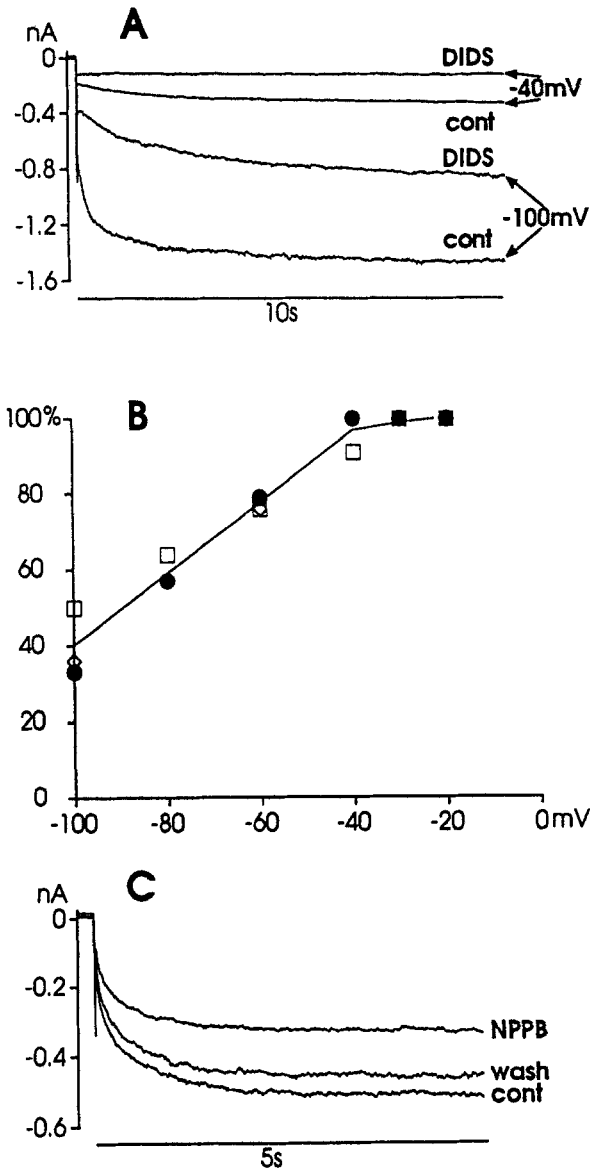 nA
A
0
DIDS
-40mV
-0.4
cont
DIDS
-0.8
-100mV
-1.2
cont
-1.6
10s
100%
B
80
60
40
20
0
-100
-80
-60
-40
-20
0mV
nA
C
0
-0.2
NPPB
-0.4
wash
cont
-0.6
5s